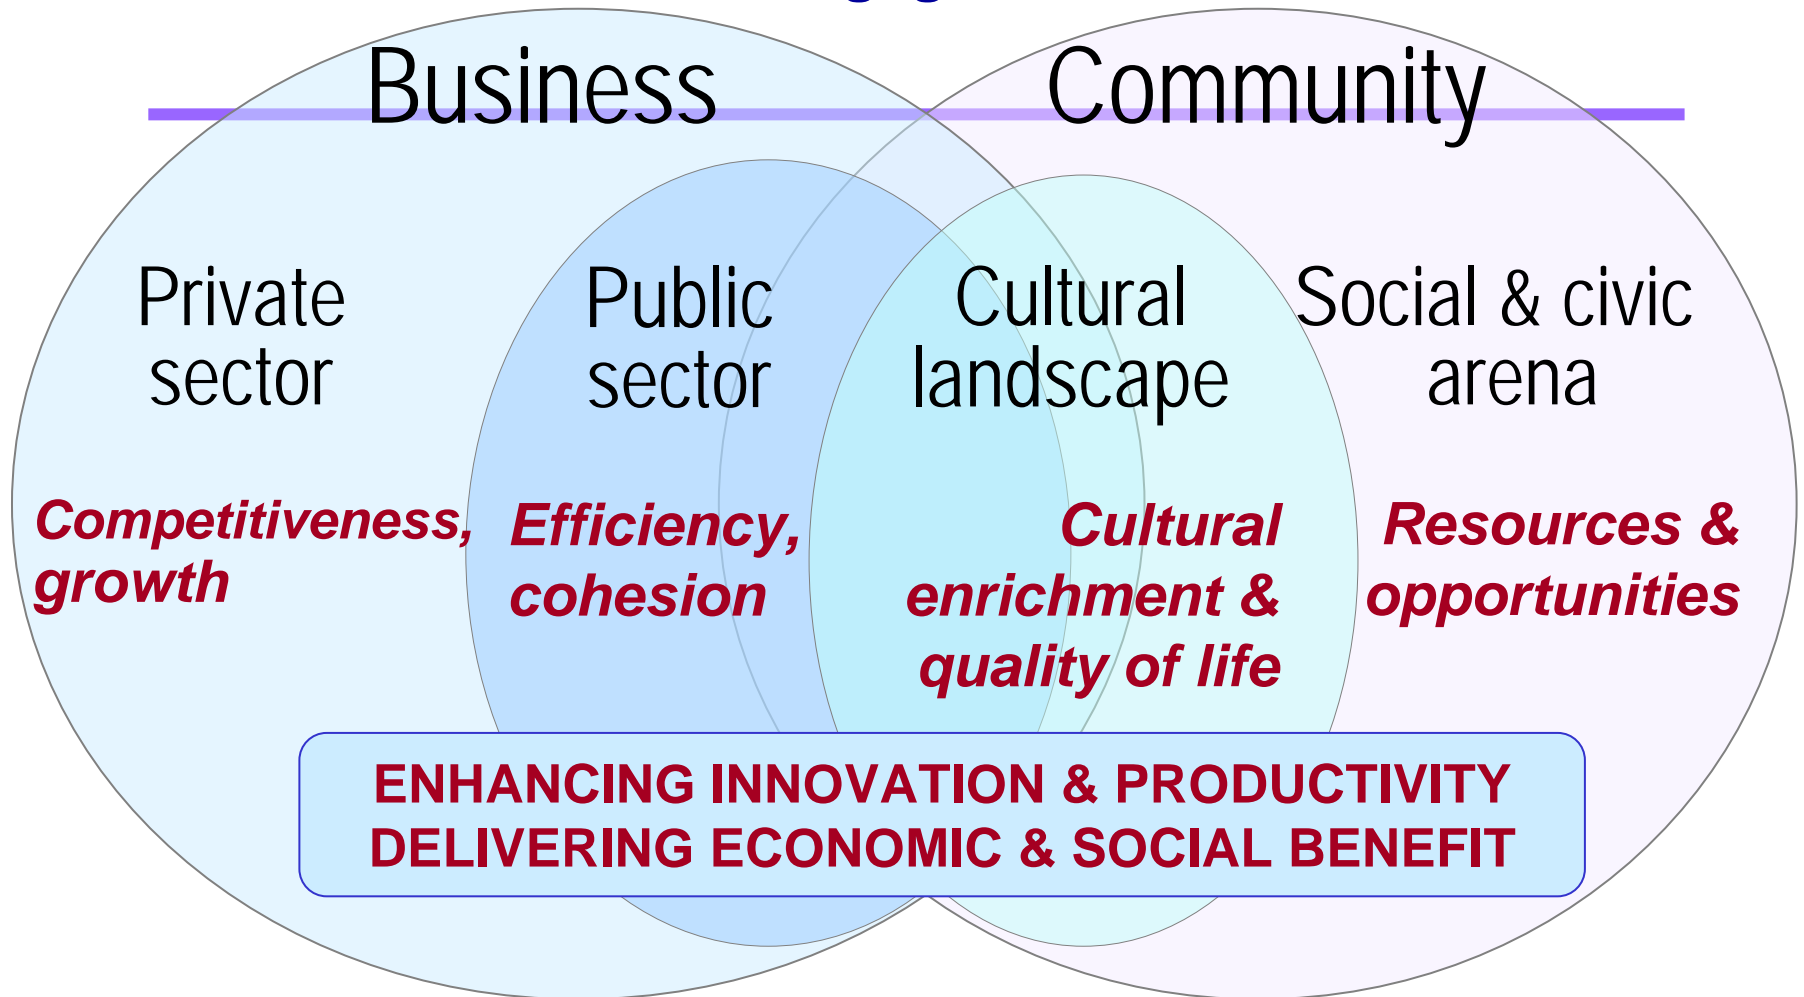 Business
Community
Private
sector
Public
sector
Cultural
landscape
Social & civic
arena
Competitiveness,
growth
Efficiency,
cohesion
Cultural
enrichment &
quality of life
Resources &
opportunities
ENHANCING INNOVATION & PRODUCTIVITY
DELIVERING ECONOMIC & SOCIAL BENEFIT